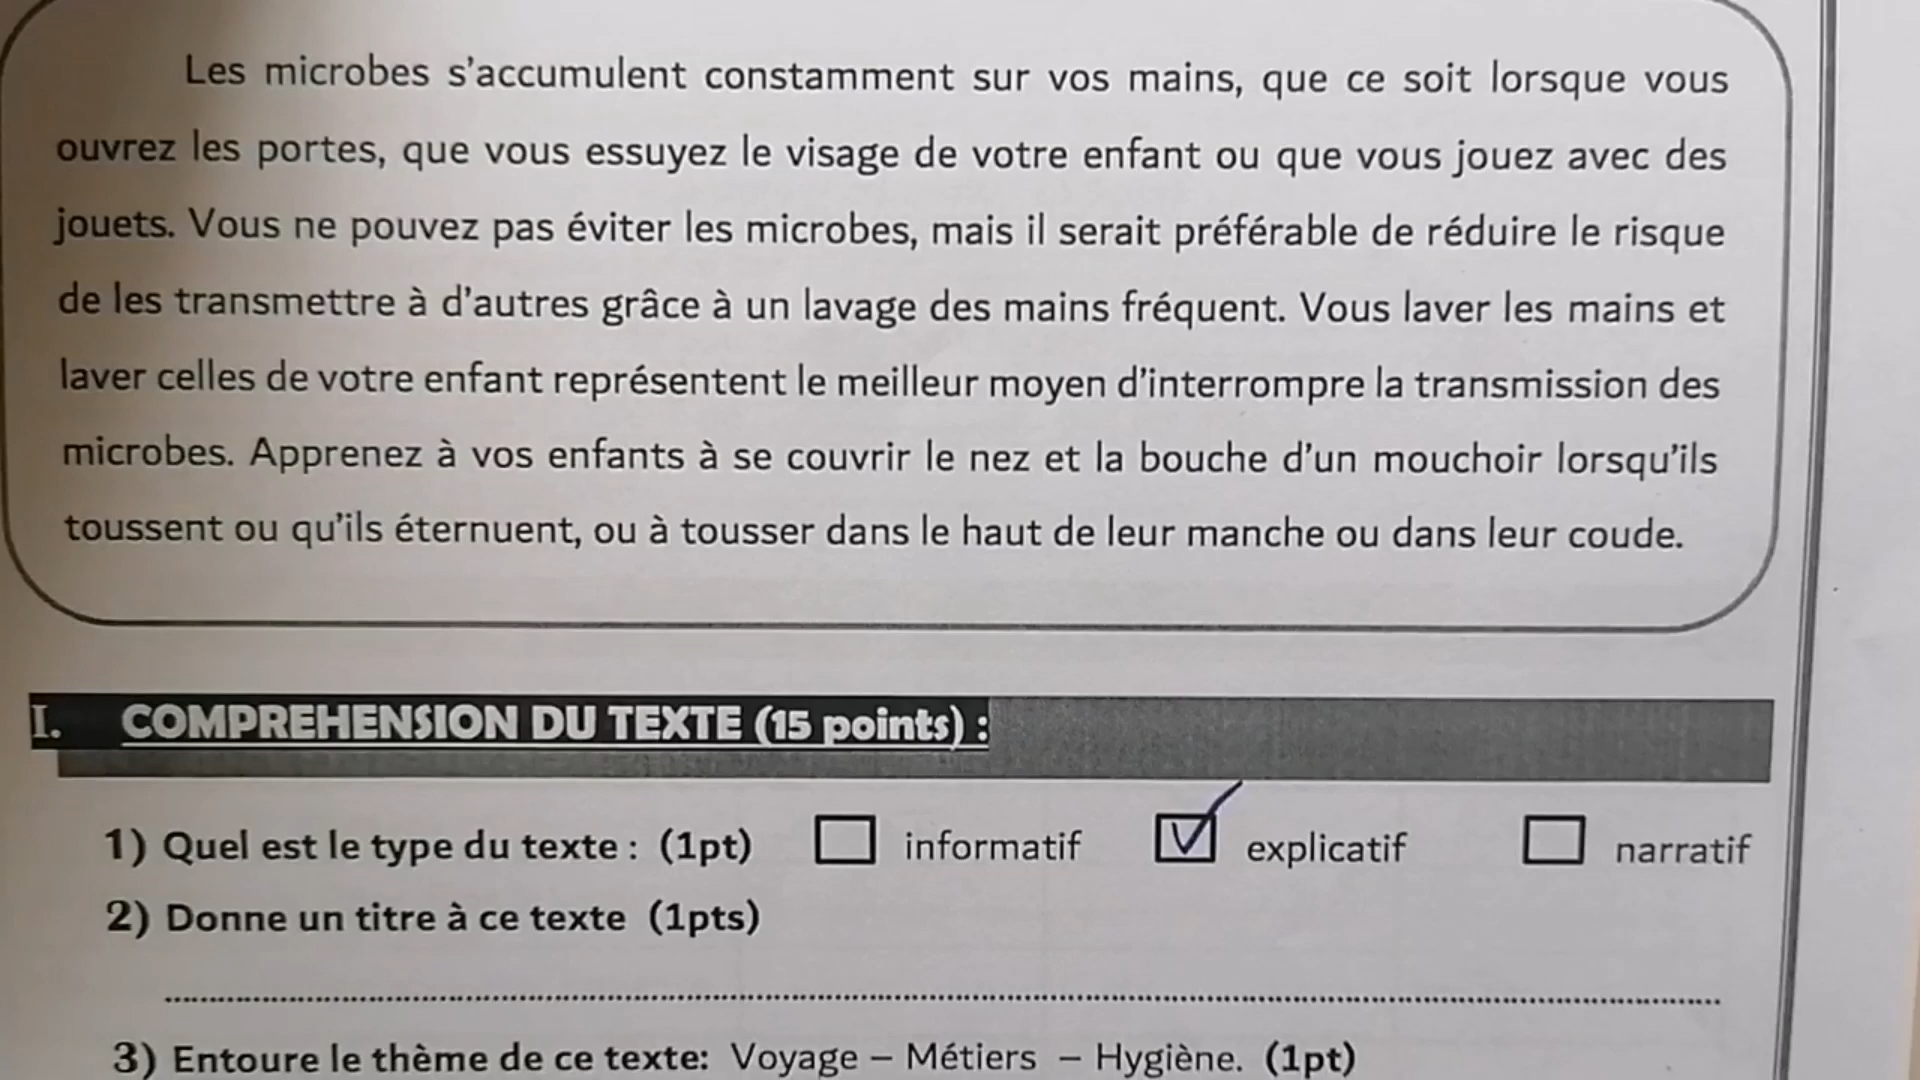 Les microbes s'accumulent constamment sur vos mains, que ce soit lorsque vous
ouvrez les portes, que vous essuyez le visage de votre enfant ou que vous jouez avec des
jouets. Vous ne pouvez pas éviter les microbes, mais il serait préférable de réduire le risque
de les transmettre à d'autres grâce à un lavage des mains fréquent. Vous laver les mains et
laver celles de votre enfant représentent le meilleur moyen d'interrompre la transmission des
microbes. Apprenez à vos enfants à se couvrir le nez et la bouche d'un mouchoir lorsqu'ils
toussent ou qu'ils éternuent, ou à tousser dans le haut de leur manche ou dans leur coude.
I. COMPREHENSION DU TEXTE (15 points) :
1) Quel est le type du texte : (1pt) informatif explicatif narratif
2) Donne un titre à ce texte (1pts)
3) Entoure le thème de ce texte: Voyage – Métiers – Hygiène. (1pt)